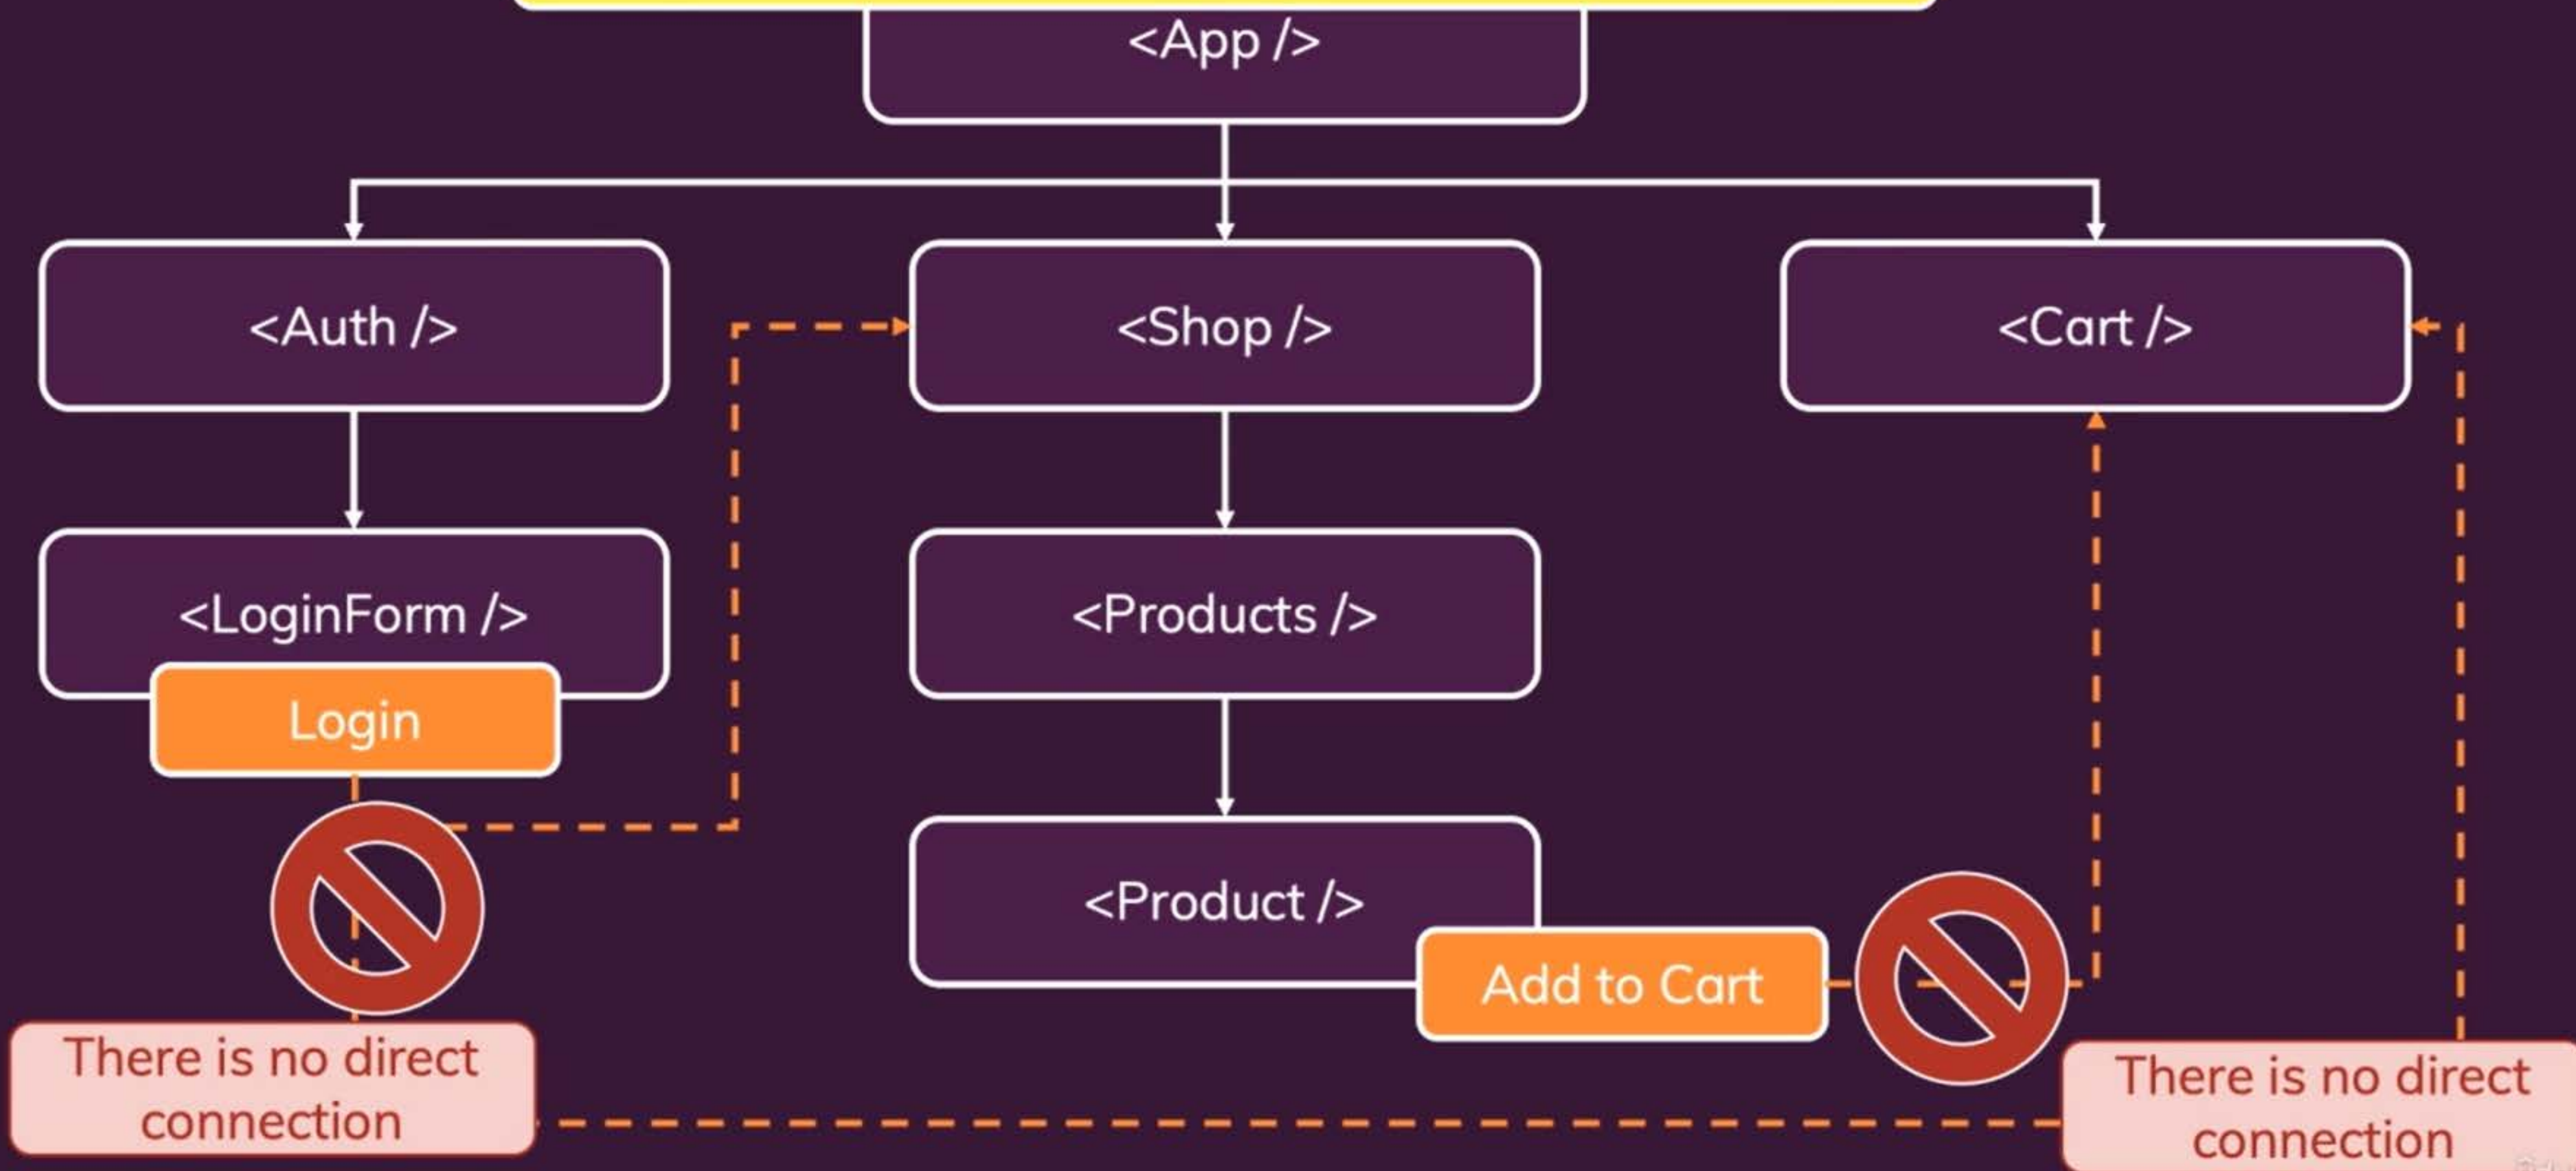 <App />
<Auth />
<Shop />
<Cart />
<LoginForm />
<Products />
Login
<Product />
Add to Cart
There is no direct
connection
There is no direct
connection